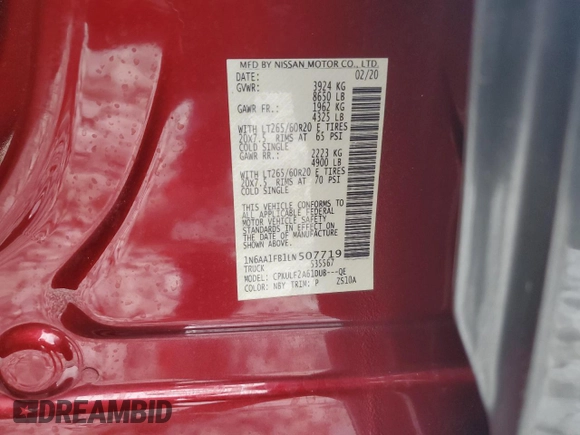 MFD BY NISSAN MOTOR CO., LTD.
DATE: 02/20
GVWR: 3924 KG
8650 LB
GAWR FR.: 1962 KG
4325 LB
WITH LT265/60R20 E TIRES
20X7.5 RIMS AT 65 PSI
COLD SINGLE
GAWR RR.: 2223 KG
4900 LB
WITH LT265/60R20 E TIRES
20X7.5 RIMS AT 70 PSI
COLD SINGLE
THIS VEHICLE CONFORMS TO
ALL APPLICABLE FEDERAL
MOTOR VEHICLE SAFETY
STANDARDS IN EFFECT ON
THE DATE OF MANUFACTURE
SHOWN ABOVE.
1N6AA1FB3LN507719
TRUCK 535567
MODEL: CPKULF2A61DUB---QE
COLOR: NBY TRIM: P ZS10A
DREAMBID